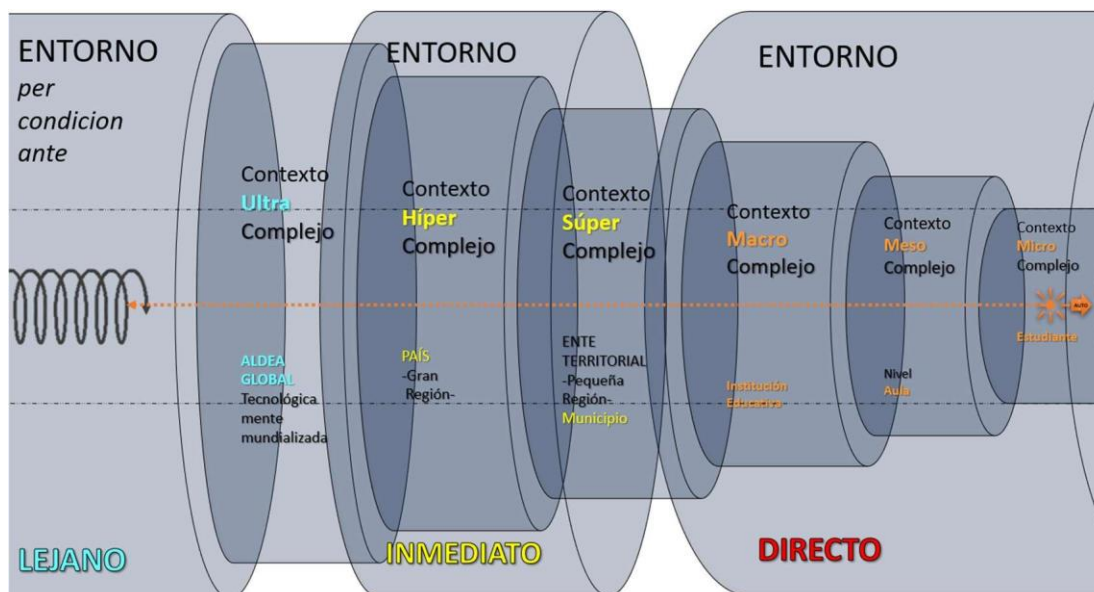 ENTORNO
per
condicion
ante
LEJANO
Contexto
Ultra
Complejo
ALDEA
GLOBAL
Tecnológica
mente
mundializada
ENTORNO
INMEDIATO
Contexto
Híper
Complejo
PAÍS
-Gran
Región-
Contexto
Súper
Complejo
ENTE
TERRITORIAL
-Pequeña
Región-
Municipio
ENTORNO
DIRECTO
Contexto
Macro
Complejo
Institución
Educativa
Contexto
Meso
Complejo
Nivel
Aula
Contexto
Micro
Complejo
AUTO
Estudiante